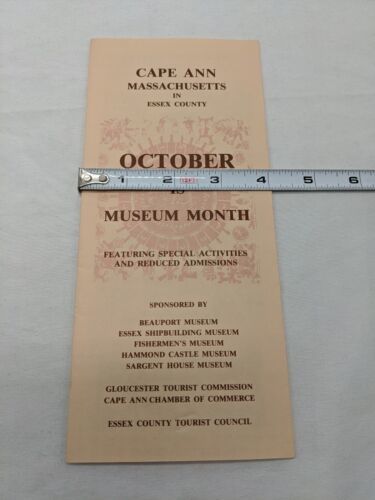 CAPE ANN
MASSACHUSETTS
IN
ESSEX COUNTY
OCTOBER
1 2 3 4 5 6
IS
MUSEUM MONTH
FEATURING SPECIAL ACTIVITIES
AND REDUCED ADMISSIONS
SPONSORED BY
BEAUPORT MUSEUM
ESSEX SHIPBUILDING MUSEUM
FISHERMEN'S MUSEUM
HAMMOND CASTLE MUSEUM
SARGENT HOUSE MUSEUM
GLOUCESTER TOURIST COMMISSION
CAPE ANN CHAMBER OF COMMERCE
ESSEX COUNTY TOURIST COUNCIL